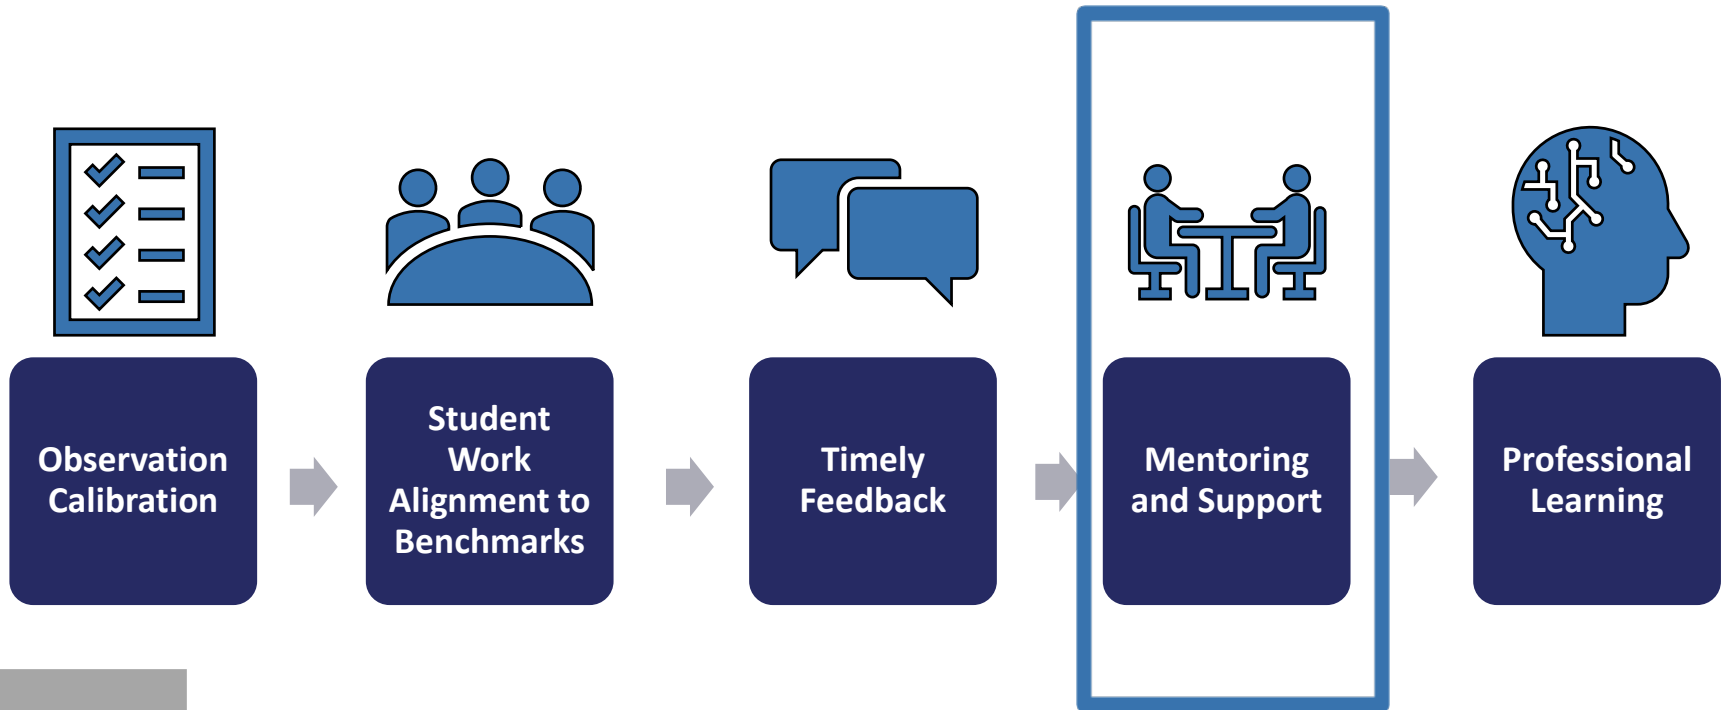 Observation
Calibration
Student
Work
Alignment to
Benchmarks
Timely
Feedback
Mentoring
and Support
Professional
Learning